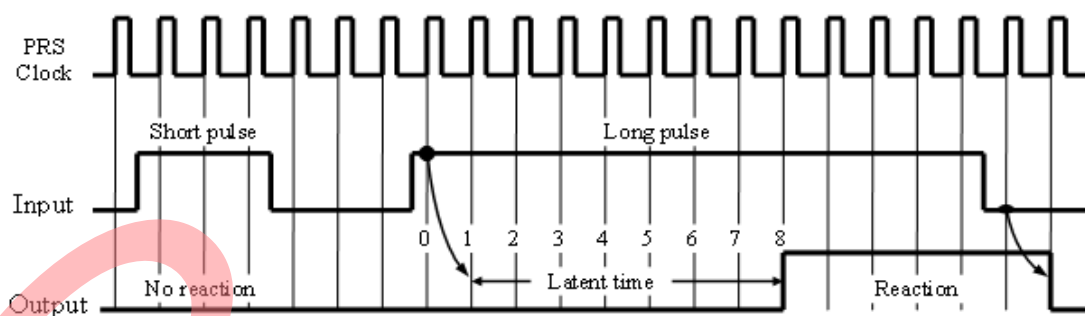 PRS
Clock
Short pulse
Long pulse
Input
0 1 2 3 4 5 6 7 8
No reaction
Latent time
Reaction
Output